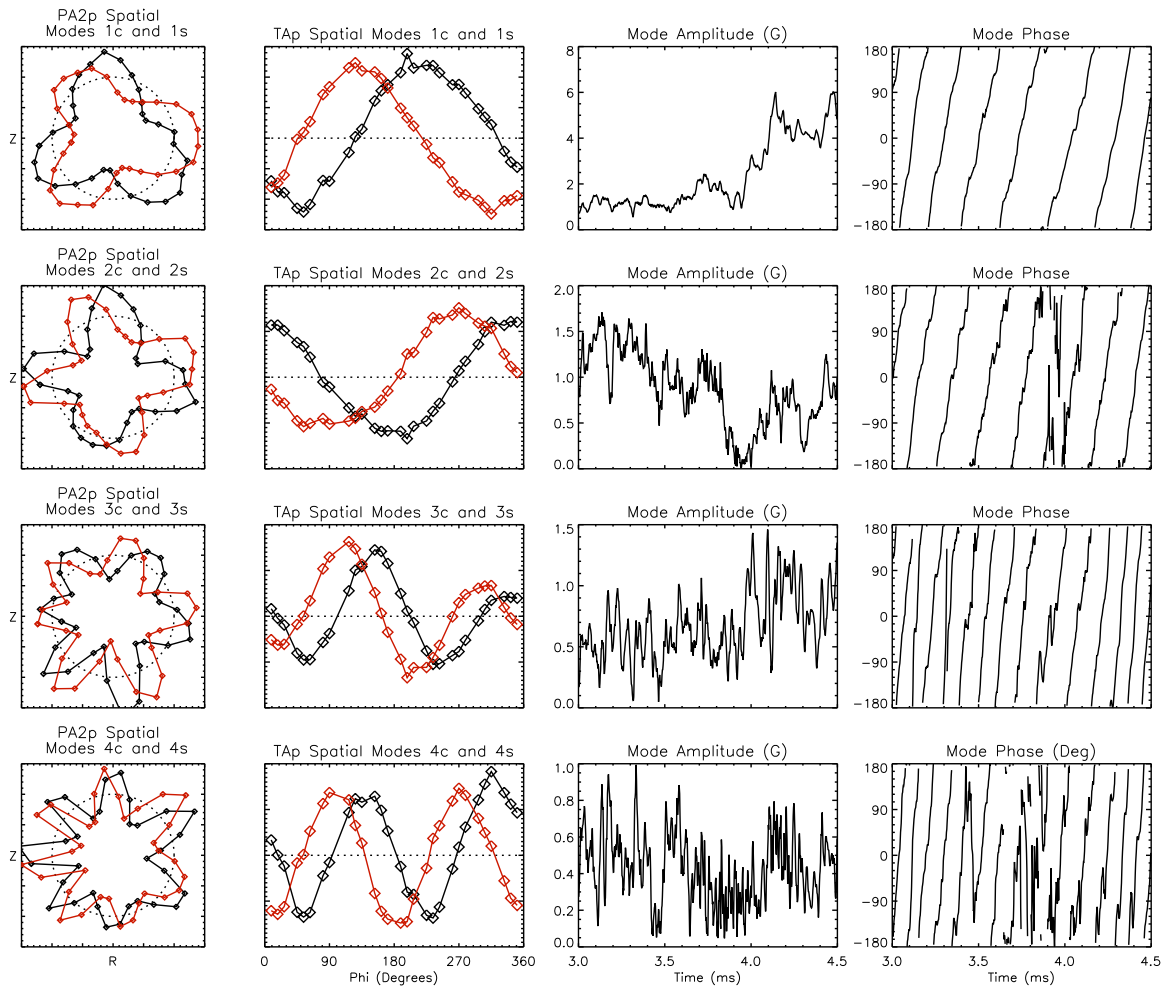 PA2p Spatial
Modes 1c and 1s
TAp Spatial Modes 1c and 1s
Mode Amplitude (G)
Mode Phase
Z
8
6
4
2
0
180
90
0
−90
−180
PA2p Spatial
Modes 2c and 2s
TAp Spatial Modes 2c and 2s
Mode Amplitude (G)
Mode Phase
Z
2.0
1.5
1.0
0.5
0.0
180
90
0
−90
−180
PA2p Spatial
Modes 3c and 3s
TAp Spatial Modes 3c and 3s
Mode Amplitude (G)
Mode Phase
Z
1.5
1.0
0.5
0.0
180
90
0
−90
−180
PA2p Spatial
Modes 4c and 4s
TAp Spatial Modes 4c and 4s
Mode Amplitude (G)
Mode Phase (Deg)
Z
1.0
0.8
0.6
0.4
0.2
0.0
180
90
0
−90
−180
R
0 90 180 270 360
Phi (Degrees)
3.0 3.5 4.0 4.5
Time (ms)
3.0 3.5 4.0 4.5
Time (ms)